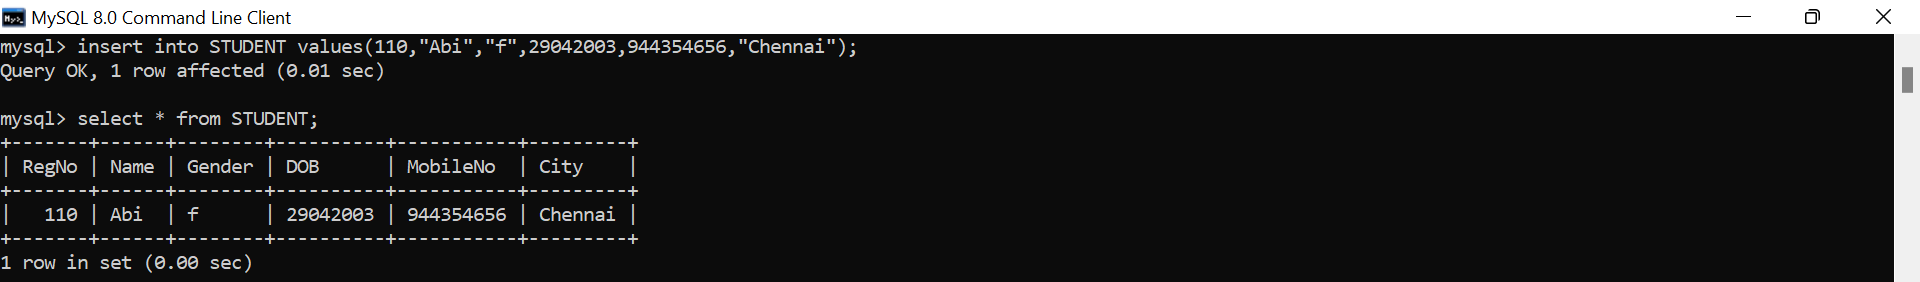 MySQL 8.0 Command Line Client
mysql> insert into STUDENT values(110,"Abi","f",29042003,944354656,"Chennai");
Query OK, 1 row affected (0.01 sec)
mysql> select * from STUDENT;
+-------+------+--------+----------+-----------+---------+
| RegNo | Name | Gender | DOB      | MobileNo  | City    |
+-------+------+--------+----------+-----------+---------+
|   110 | Abi  | f      | 29042003 | 944354656 | Chennai |
+-------+------+--------+----------+-----------+---------+
1 row in set (0.00 sec)